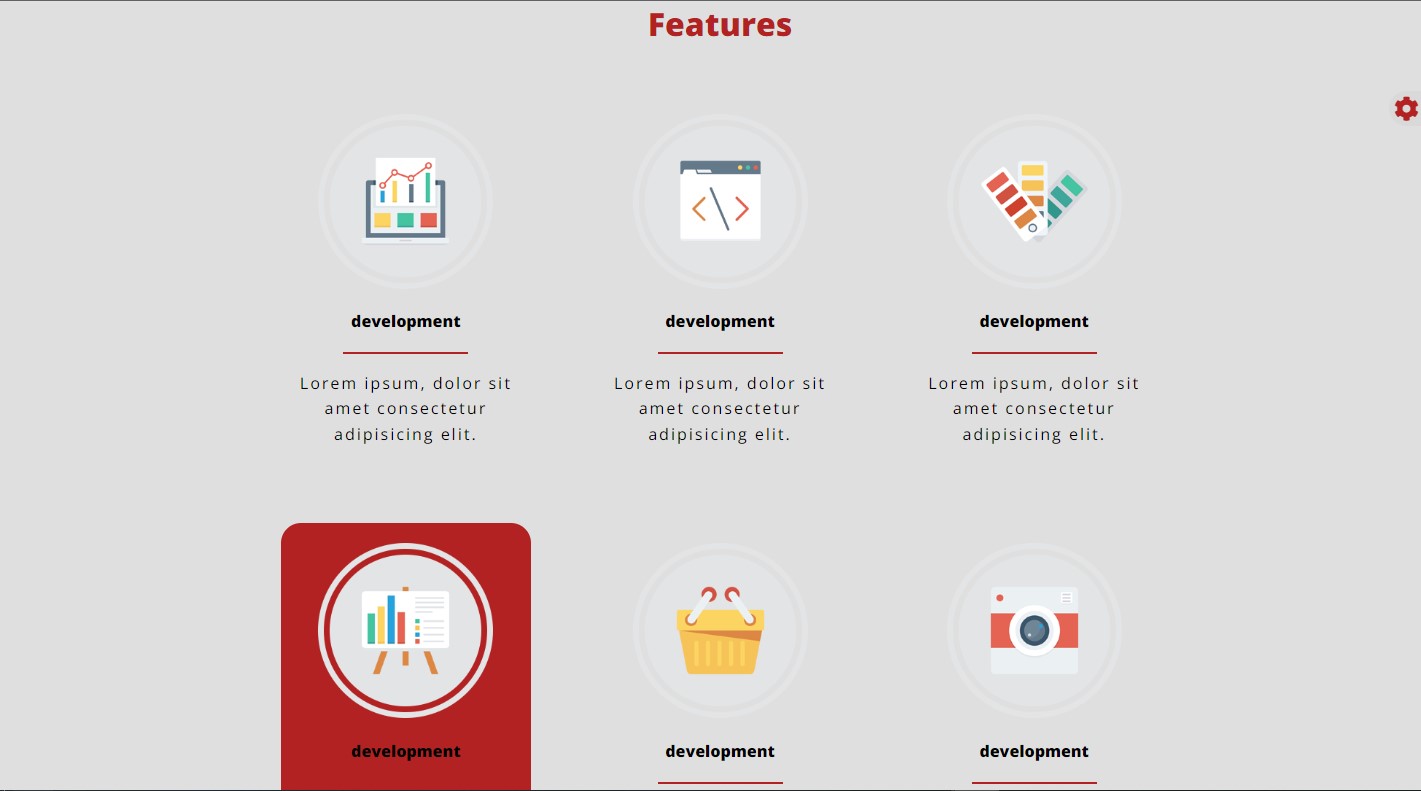 Features
development
Lorem ipsum, dolor sit
amet consectetur
adipisicing elit.
development
Lorem ipsum, dolor sit
amet consectetur
adipisicing elit.
development
Lorem ipsum, dolor sit
amet consectetur
adipisicing elit.
development
development
development